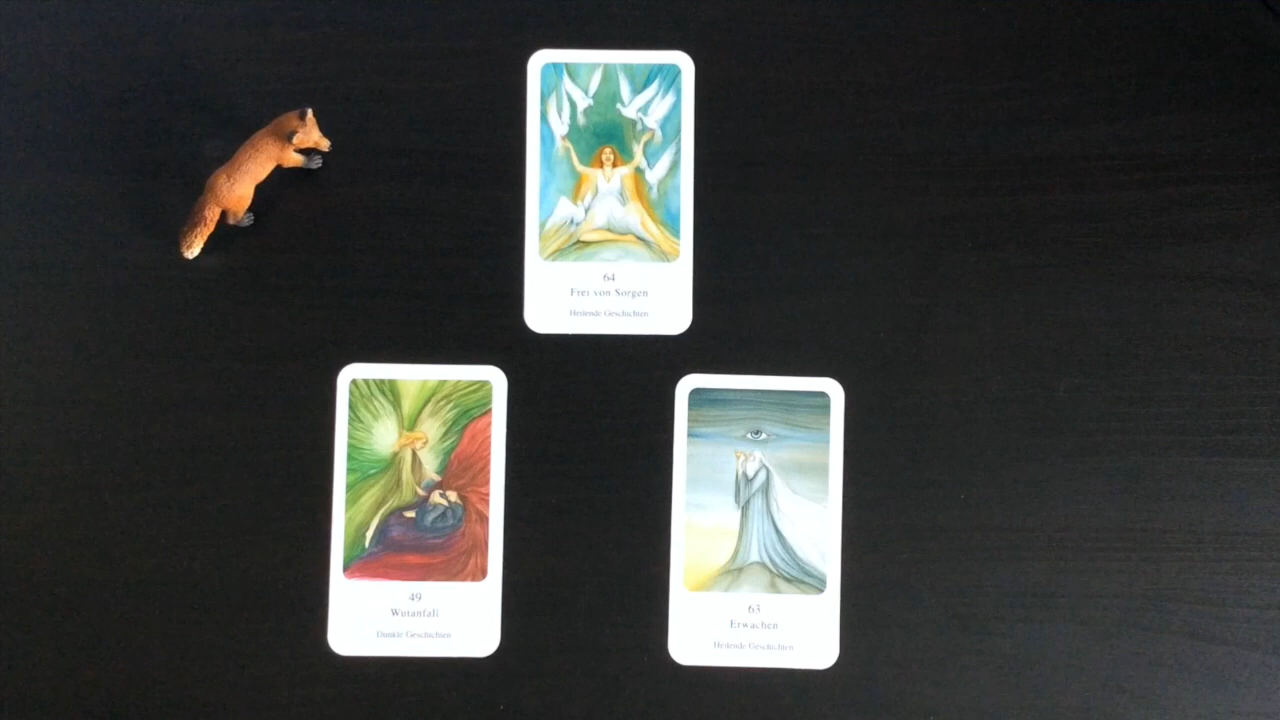 64
Frei von Sorgen
Heilende Geschichten
49
Wutanfall
Dunkle Geschichten
63
Erwachen
Heilende Geschichten